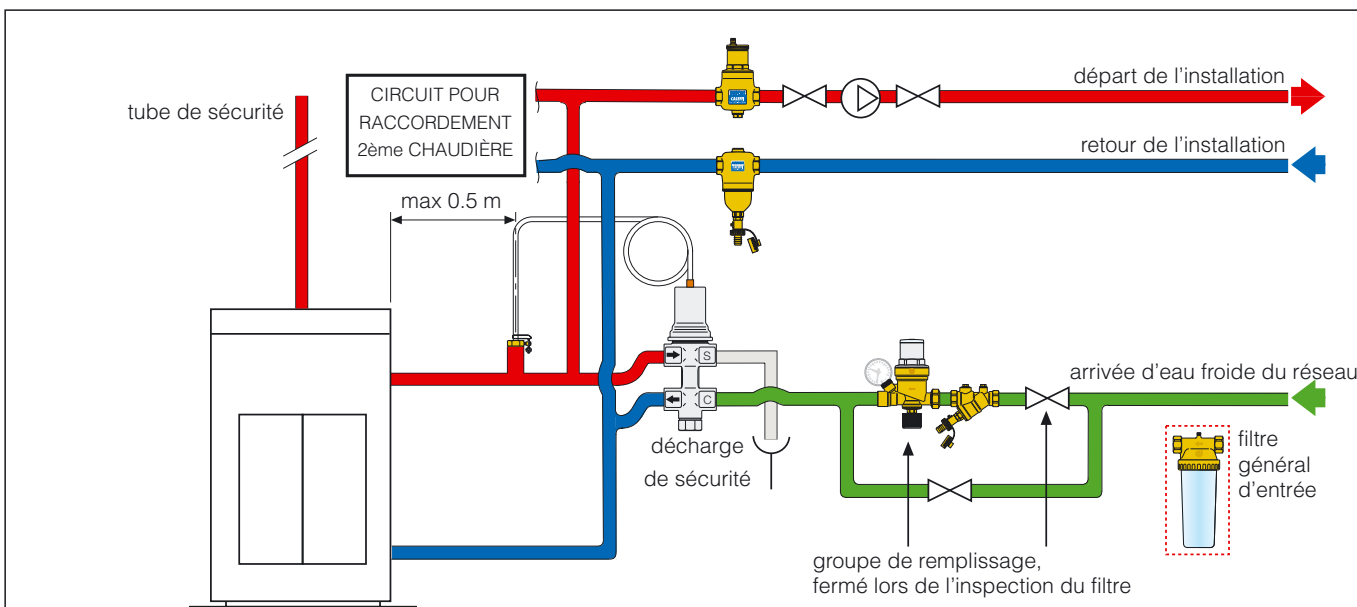 tube de sécurité
CIRCUIT POUR
RACCORDEMENT
2ème CHAUDIÈRE
départ de l'installation
retour de l'installation
max 0.5 m
S
C
décharge
de sécurité
arrivée d'eau froide du réseau
filtre
général
d'entrée
groupe de remplissage,
fermé lors de l'inspection du filtre